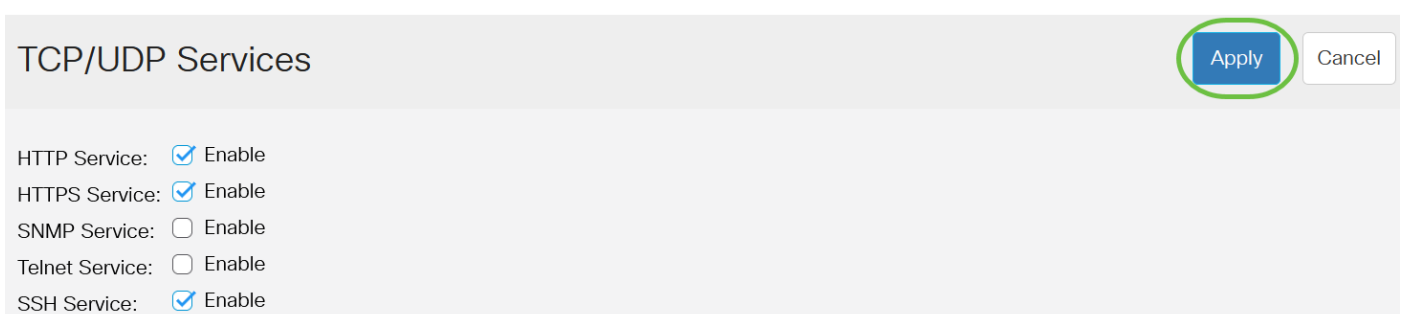 TCP/UDP Services
Apply
Cancel
HTTP Service: Enable
HTTPS Service: Enable
SNMP Service: Enable
Telnet Service: Enable
SSH Service: Enable